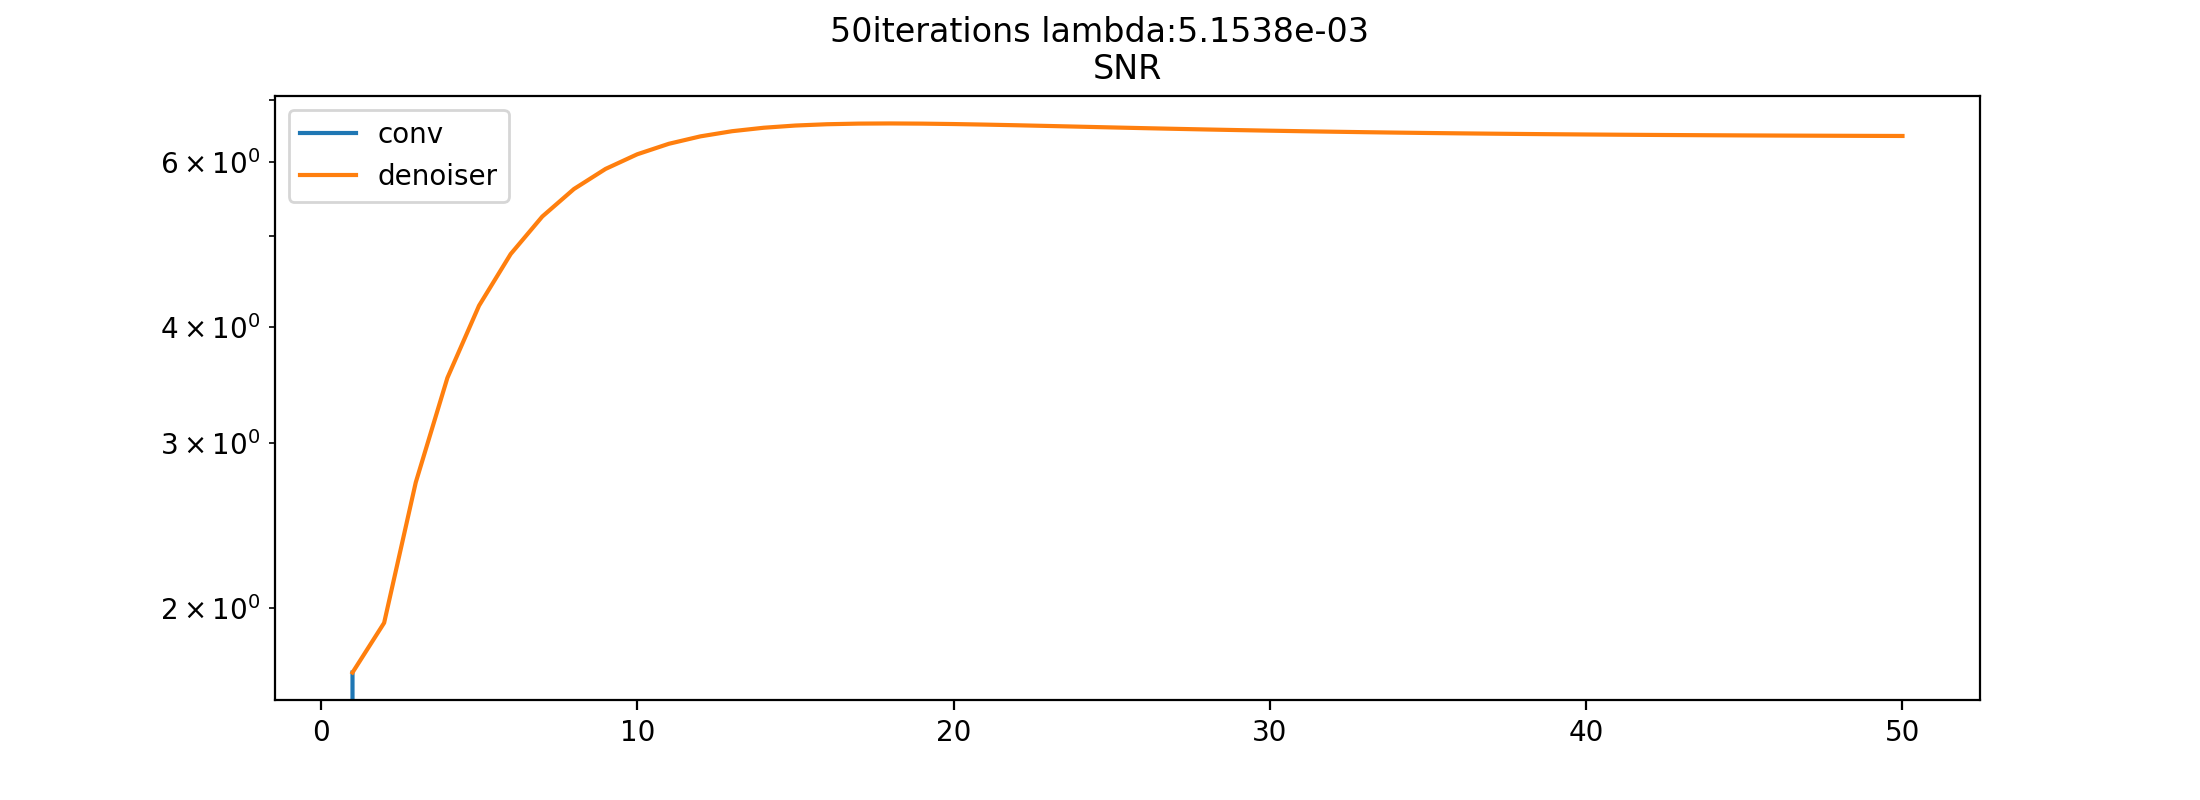 50iterations lambda:5.1538e-03
SNR
conv
denoiser
6 × 10⁰
4 × 10⁰
3 × 10⁰
2 × 10⁰
0 10 20 30 40 50